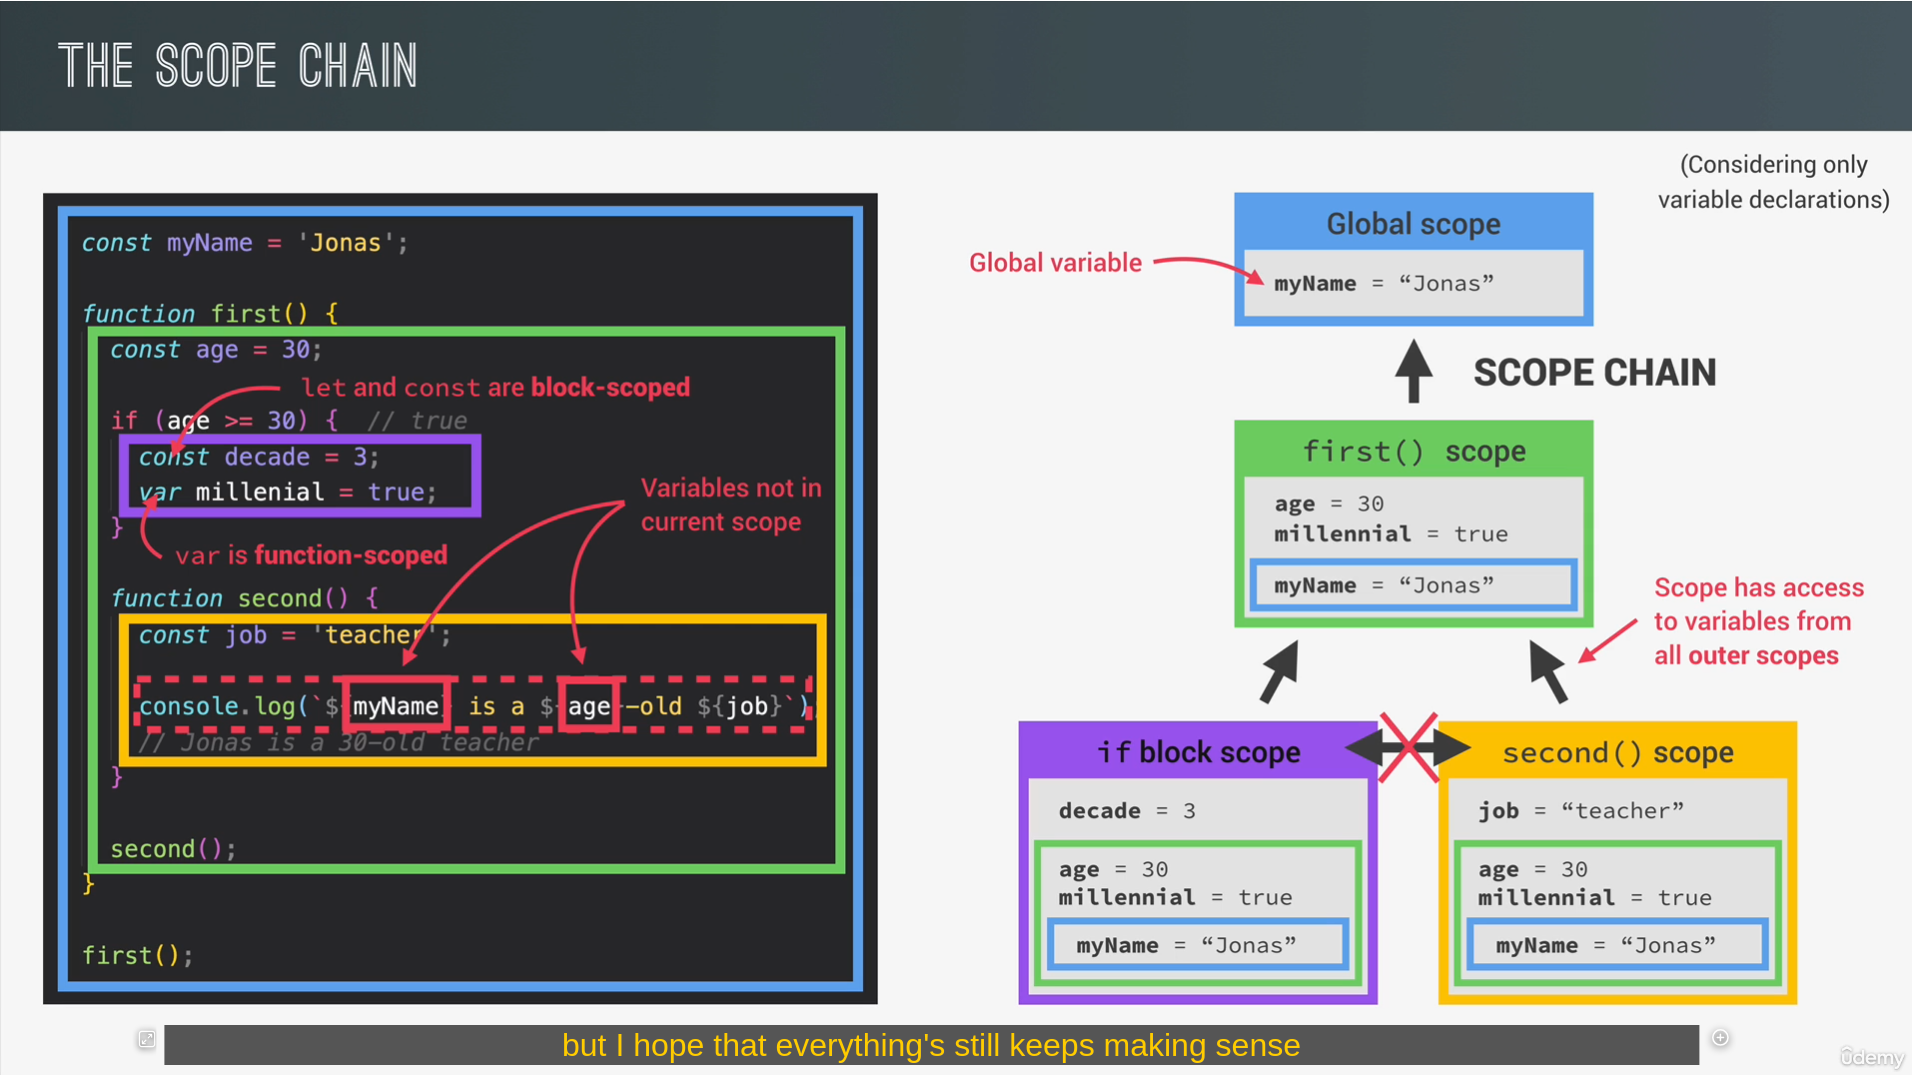 THE SCOPE CHAIN
(Considering only
variable declarations)
const myName = 'Jonas';
function first() {
const age = 30;
let and const are block-scoped
if (age >= 30) { // true
const decade = 3;
var millenial = true;
}
var is function-scoped
Variables not in
current scope
function second() {
const job = 'teacher';
console.log(`${myName} is a ${age}-old ${job}`)
// Jonas is a 30-old teacher
}
second();
}
first();
Global variable
Global scope
myName = “Jonas”
SCOPE CHAIN
first() scope
age = 30
millennial = true
myName = “Jonas”
Scope has access
to variables from
all outer scopes
if block scope
decade = 3
age = 30
millennial = true
myName = “Jonas”
second() scope
job = “teacher”
age = 30
millennial = true
myName = “Jonas”
but I hope that everything's still keeps making sense
ûdemy